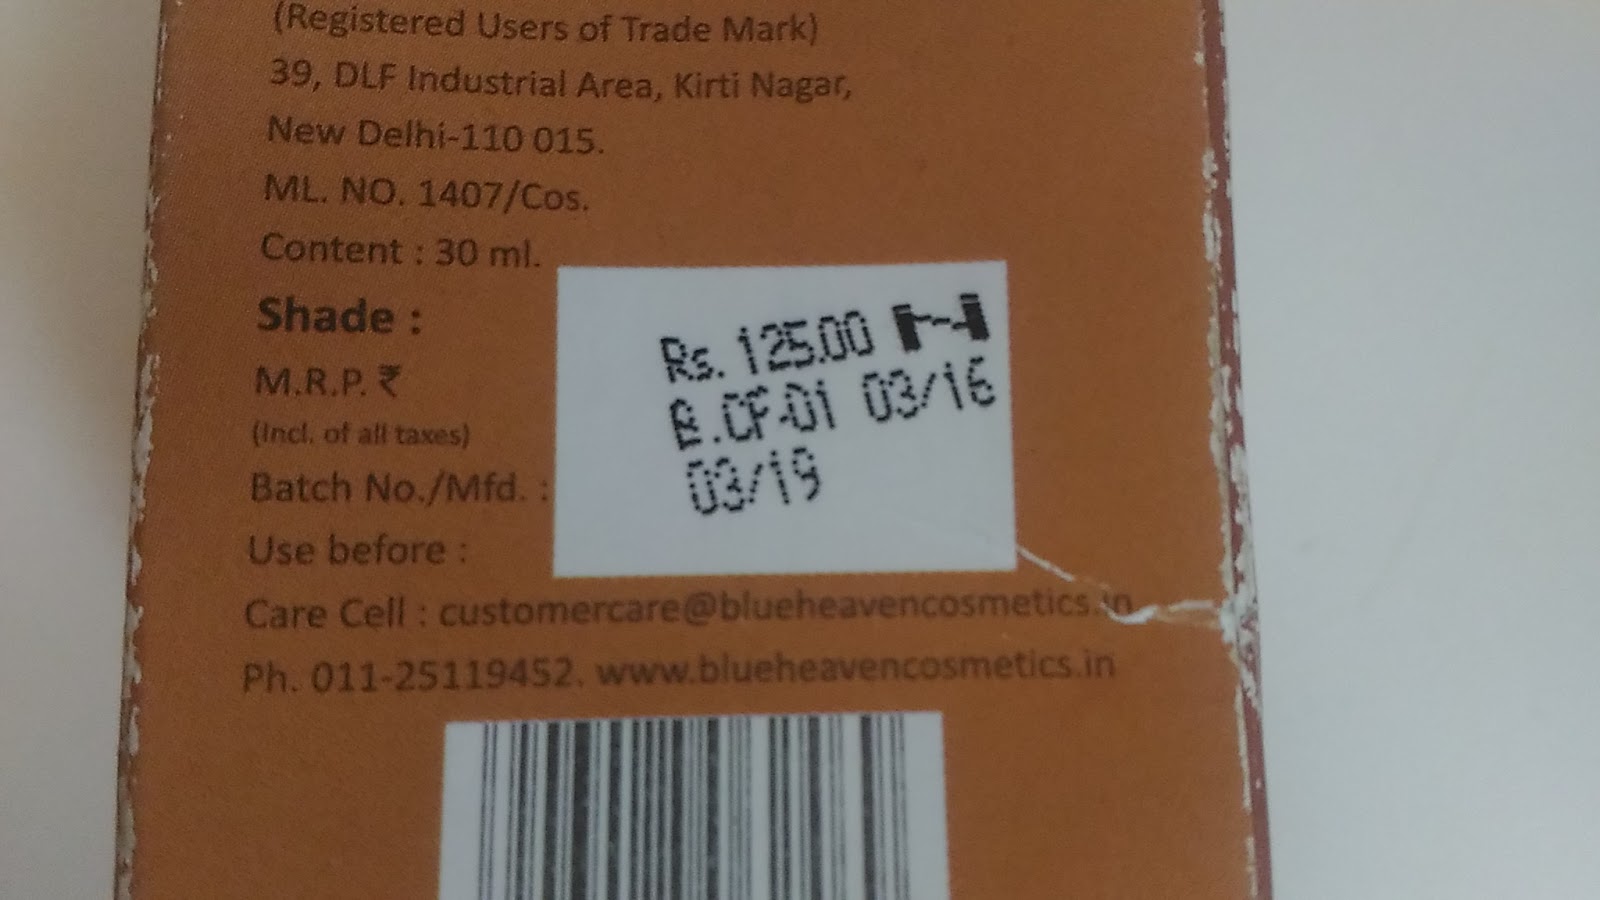 (Registered Users of Trade Mark)
39, DLF Industrial Area, Kirti Nagar,
New Delhi-110 015.
ML. NO. 1407/Cos.
Content : 30 ml.
Shade :
M.R.P. ₹
Rs. 125.00
(Incl. of all taxes)
Batch No./Mfd. :
B.CF-01 03/16
Use before :
03/19
Care Cell : customercare@blueheavencosmetics.in
Ph. 011-25119452. www.blueheavencosmetics.in